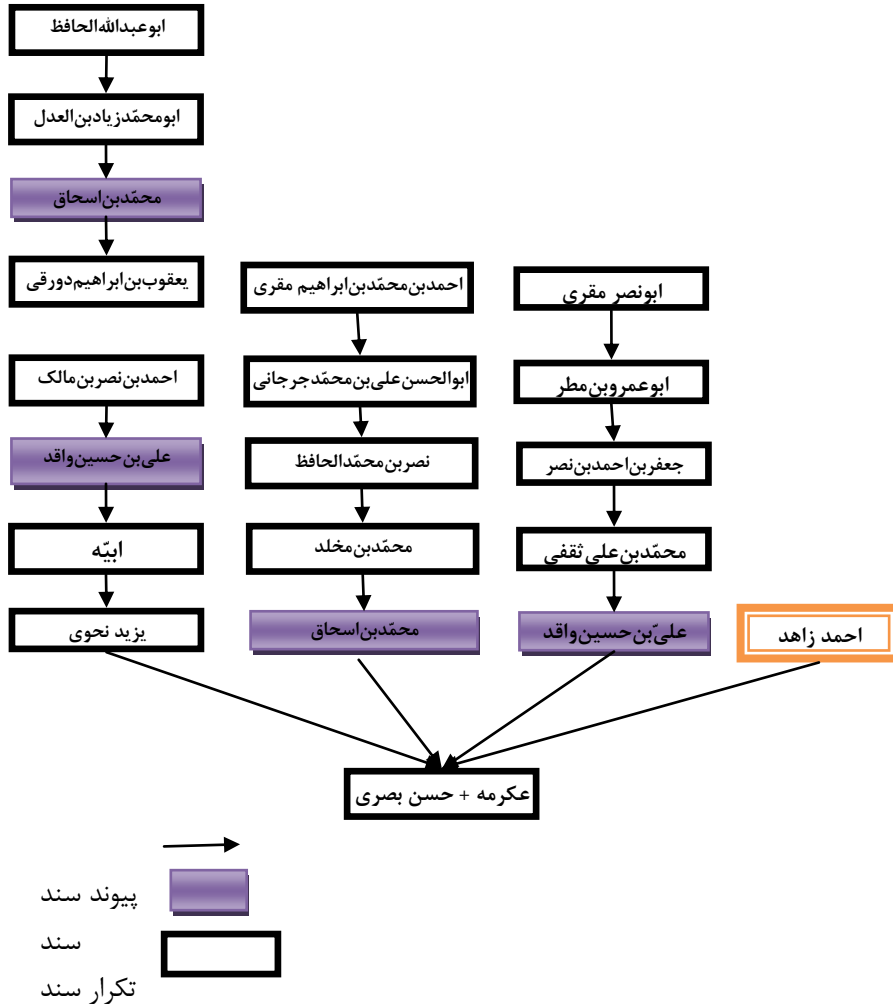 ابوعبدالله‌الحافظ
ابومحمّدزیادبن‌العدل
محمّدبن‌اسحاق
یعقوب‌بن‌ابراهیم‌دورقی
احمدبن‌نصربن‌مالک
علی‌بن‌حسین‌واقد
ابیّه
یزید نحوی
احمدبن‌محمّدبن‌ابراهیم مقری
ابوالحسن‌علی‌بن‌محمّدجرجانی
نصربن‌محمّدالحافظ
محمّدبن‌مخلد
محمّدبن‌اسحاق
ابونصر مقری
ابوعمروبن‌مطر
جعفربن‌احمدبن‌نصر
محمّدبن‌علی‌ثقفی
علیّ‌بن‌حسین‌واقد
احمد زاهد
عکرمه + حسن بصری
پیوند سند
سند
تکرار سند